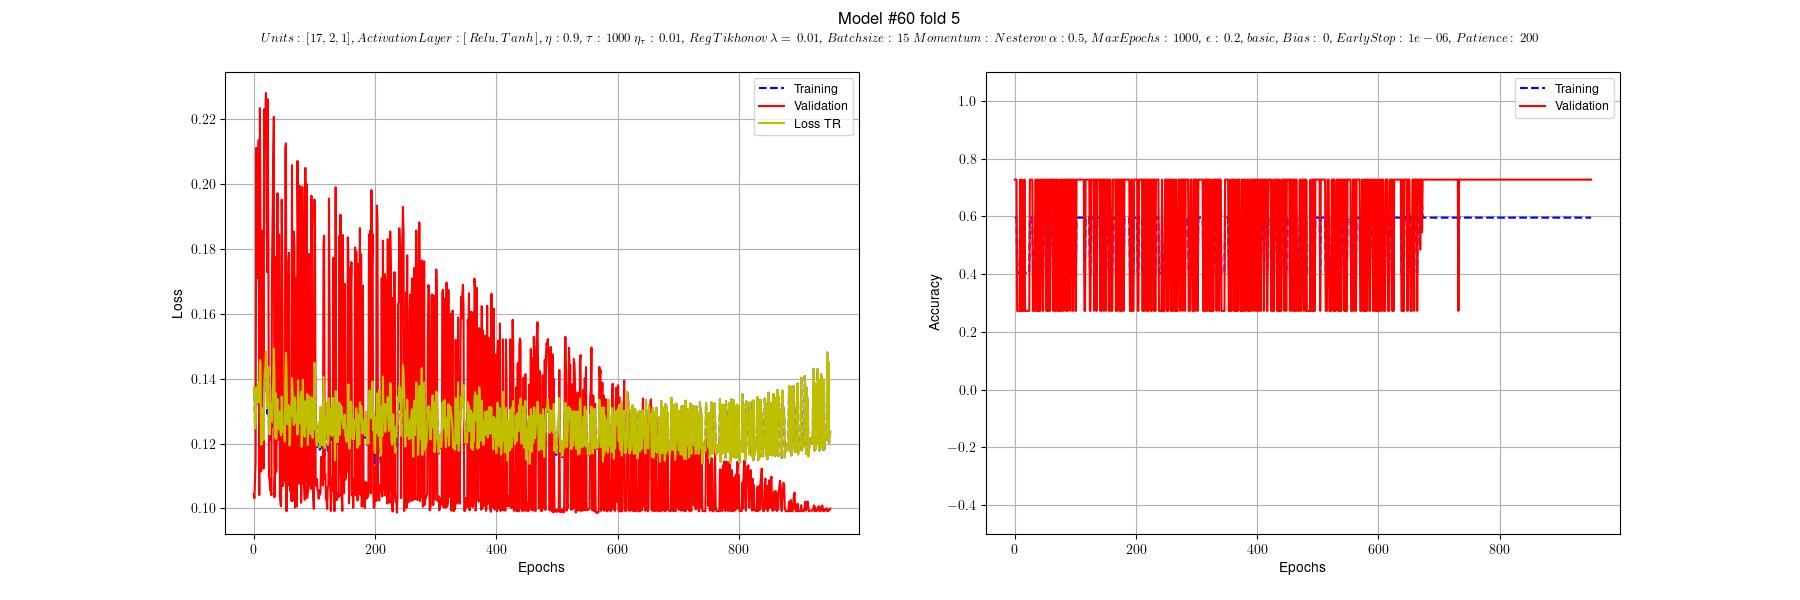 Model #60 fold 5
Units : [17, 2, 1], ActivationLayer : [ Relu, Tanh], η : 0.9, τ : 1000 ητ : 0.01, Reg Tikhonov λ = 0.01, Batchsize : 15 Momentum : Nesterov α : 0.5, MaxEpochs : 1000, ϵ : 0.2, basic, Bias : 0, EarlyStop : 1e − 06, Patience : 200
Training
Validation
Loss TR
0.22
0.20
0.18
0.16
0.14
0.12
0.10
Loss
0
200
400
600
800
Epochs
Training
Validation
1.0
0.8
0.6
0.4
0.2
0.0
−0.2
−0.4
Accuracy
0
200
400
600
800
Epochs